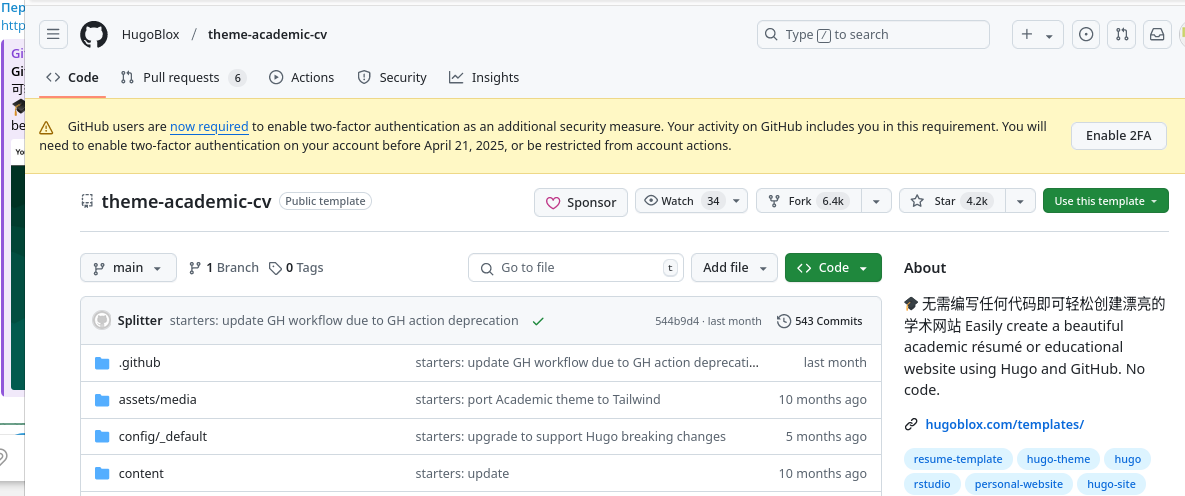 Пер
http
Gi
Gi
be
Yo
HugoBlox / theme-academic-cv
Type / to search
Code
Pull requests 6
Actions
Security
Insights
GitHub users are now required to enable two-factor authentication as an additional security measure. Your activity on GitHub includes you in this requirement. You will
need to enable two-factor authentication on your account before April 21, 2025, or be restricted from account actions.
Enable 2FA
theme-academic-cv Public template
Sponsor
Watch 34
Fork 6.4k
Star 4.2k
Use this template
main
1 Branch
0 Tags
Go to file t
Add file
Code
Splitter starters: update GH workflow due to GH action deprecation
544b9d4 · last month
543 Commits
.github starters: update GH workflow due to GH action deprecati... last month
assets/media starters: port Academic theme to Tailwind 10 months ago
config/_default starters: upgrade to support Hugo breaking changes 5 months ago
content starters: update 10 months ago
About
🎓 无需编写任何代码即可轻松创建漂亮的
学术网站 Easily create a beautiful
academic résumé or educational
website using Hugo and GitHub. No
code.
hugoblox.com/templates/
resume-template hugo-theme hugo
rstudio personal-website hugo-site